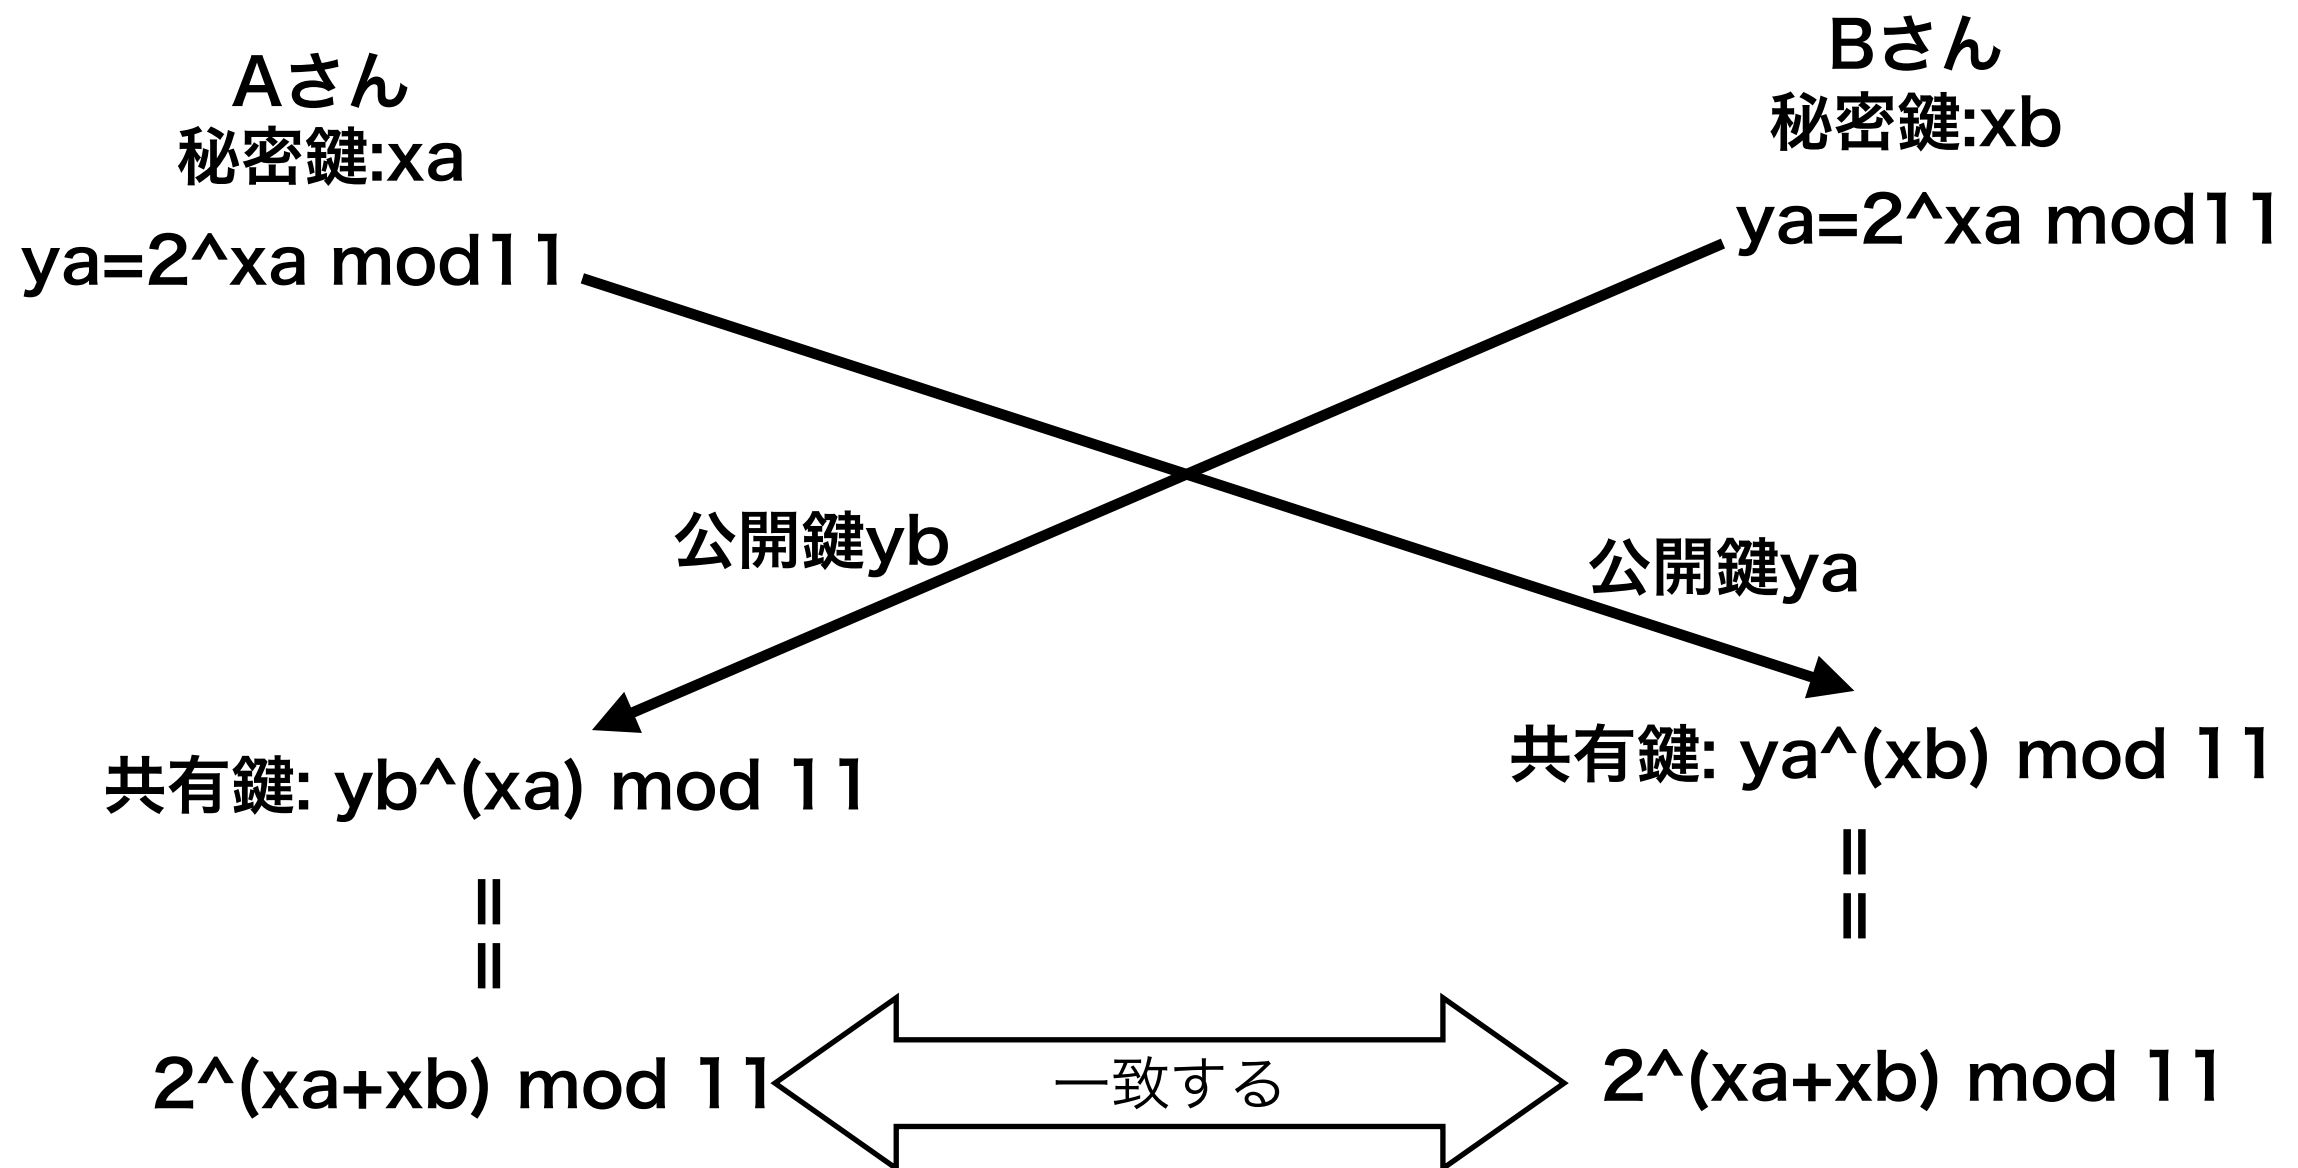 Aさん
秘密鍵:xa
ya=2^xa mod11
Bさん
秘密鍵:xb
ya=2^xa mod11
公開鍵yb
公開鍵ya
共有鍵: yb^(xa) mod 11
共有鍵: ya^(xb) mod 11
=
=
=
=
2^(xa+xb) mod 11
一致する
2^(xa+xb) mod 11